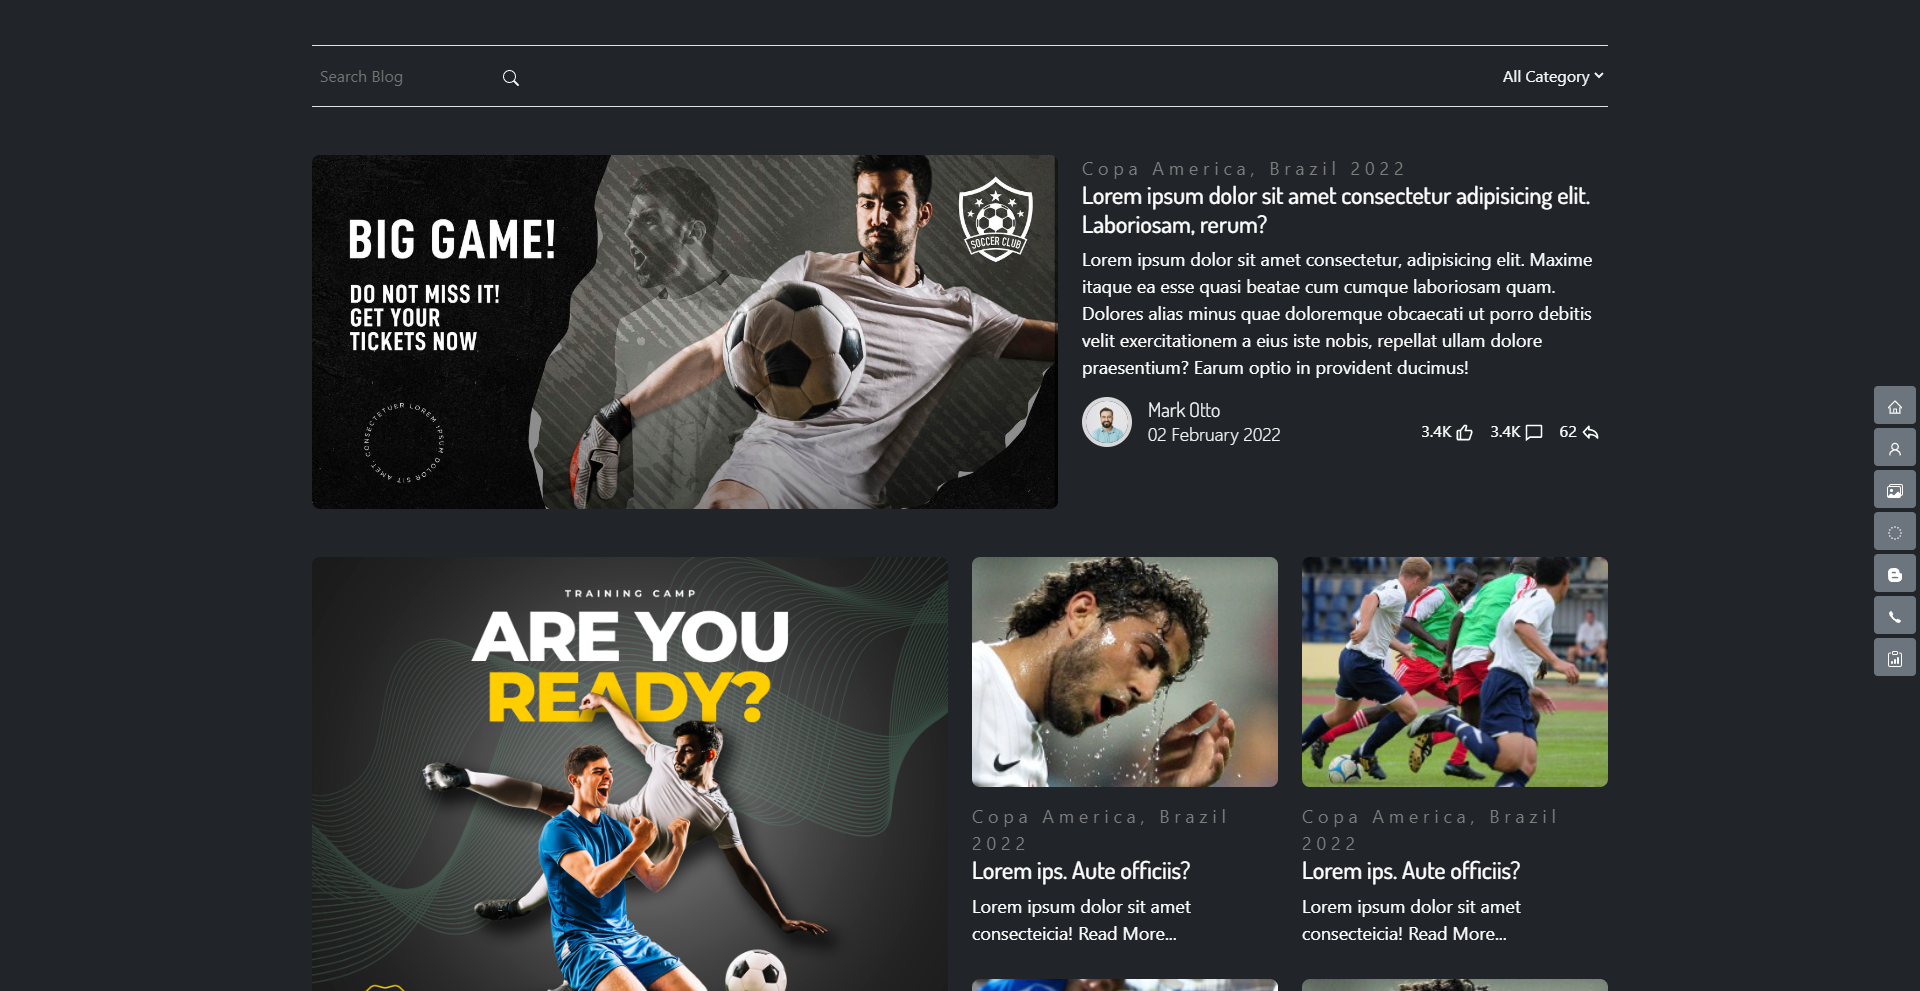 Search Blog
All Category
BIG GAME!
DO NOT MISS IT!
GET YOUR
TICKETS NOW
CONSECTETUER LOREM IPSUM DOLOR SIT AMET,
SOCCER CLUB
Copa America, Brazil 2022
Lorem ipsum dolor sit amet consectetur adipisicing elit.
Laboriosam, rerum?
Lorem ipsum dolor sit amet consectetur, adipisicing elit. Maxime
itaque ea esse quasi beatae cum cumque laboriosam quam.
Dolores alias minus quae doloremque obcaecati ut porro debitis
velit exercitationem a eius iste nobis, repellat ullam dolore
praesentium? Earum optio in provident ducimus!
Mark Otto
02 February 2022
3.4K 3.4K 62
TRAINING CAMP
ARE YOU
READY?
Copa America, Brazil
2022
Lorem ips. Aute officiis?
Lorem ipsum dolor sit amet
consecteicia! Read More...
Copa America, Brazil
2022
Lorem ips. Aute officiis?
Lorem ipsum dolor sit amet
consecteicia! Read More...